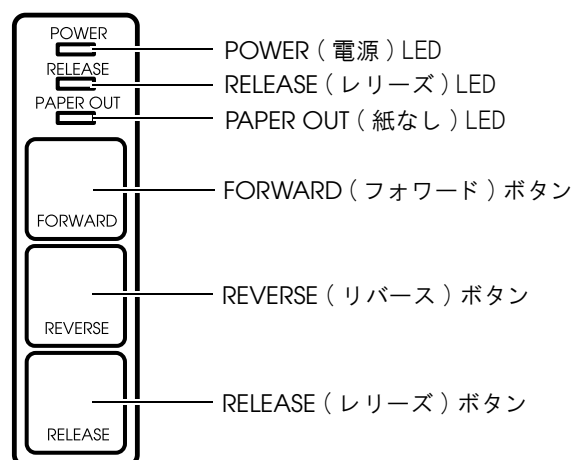 POWER
POWER ( 電源 ) LED
RELEASE
RELEASE ( レリーズ ) LED
PAPER OUT
PAPER OUT ( 紙なし ) LED
FORWARD ( フォワード ) ボタン
FORWARD
REVERSE ( リバース ) ボタン
REVERSE
RELEASE ( レリーズ ) ボタン
RELEASE